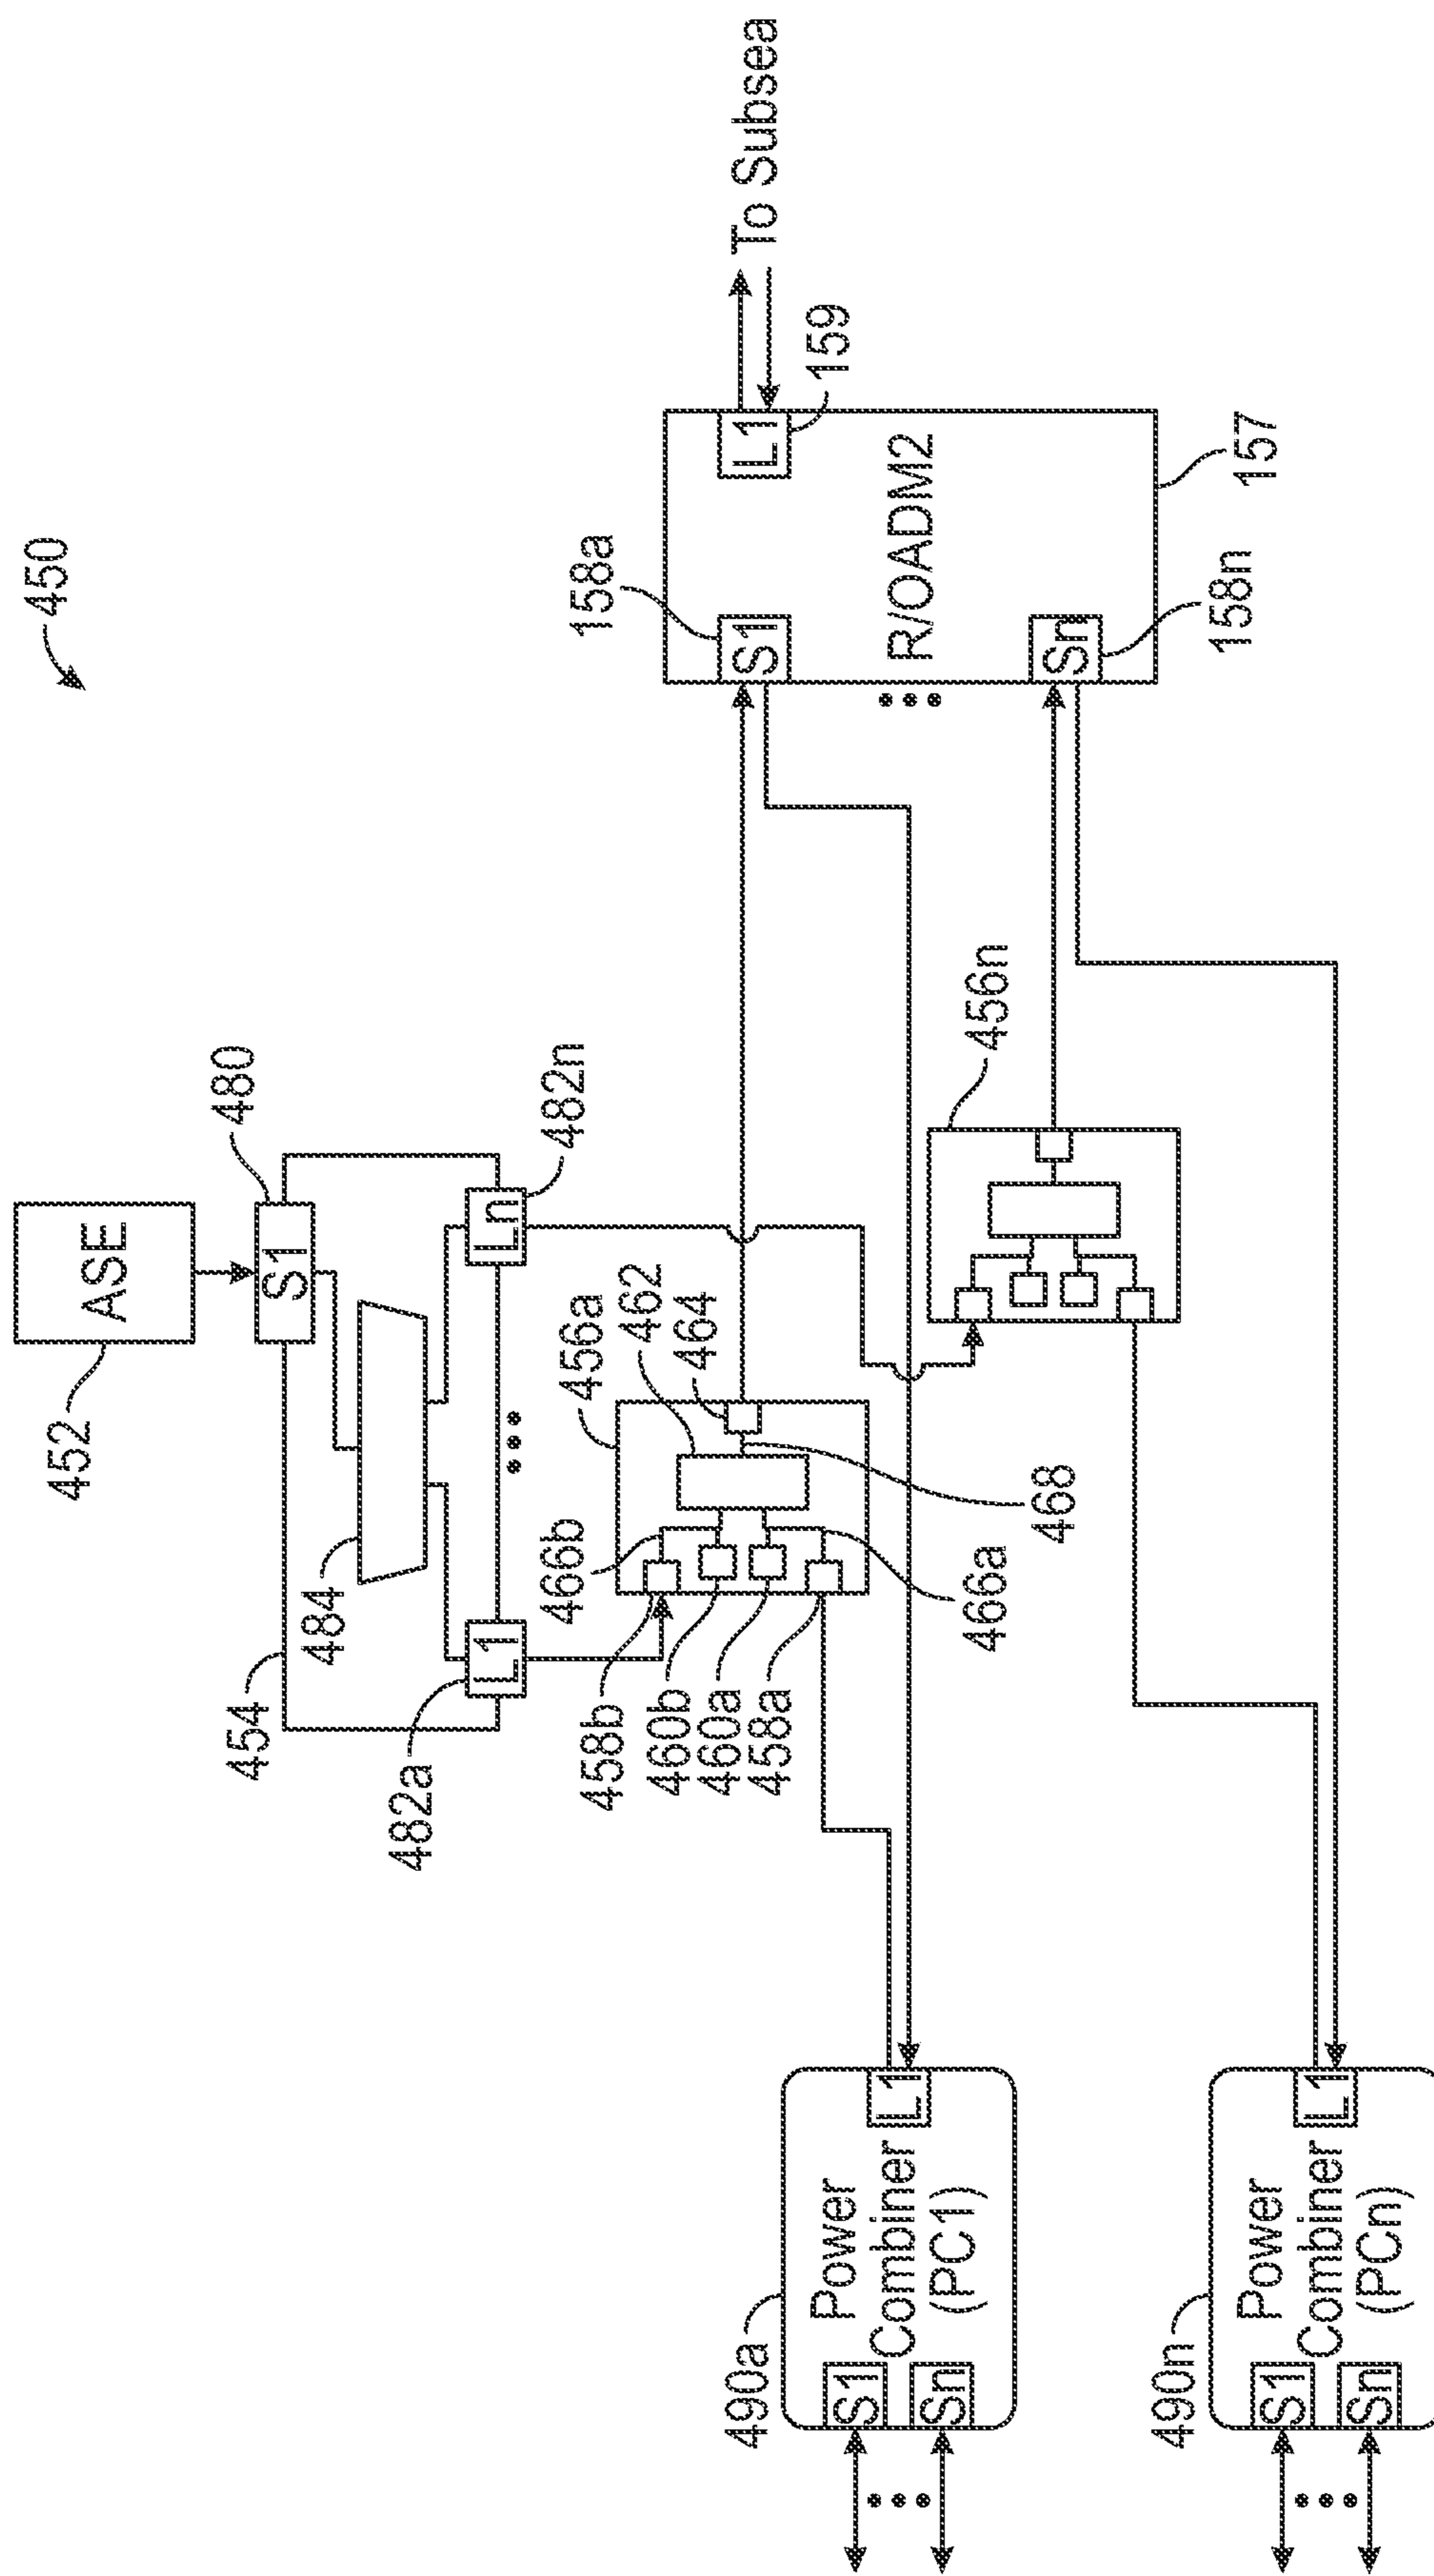 450
ASE
452
S1
480
454
484
L1
Ln
482a
482n
456a
462
464
466b
458b
460b
460a
458a
466a
468
456n
158a
S1
L1
159
To Subsea
R/OADM2
Sn
158n
157
490a
Power
Combiner
(PC1)
S1
Sn
L1
490n
Power
Combiner
(PCn)
S1
Sn
L1